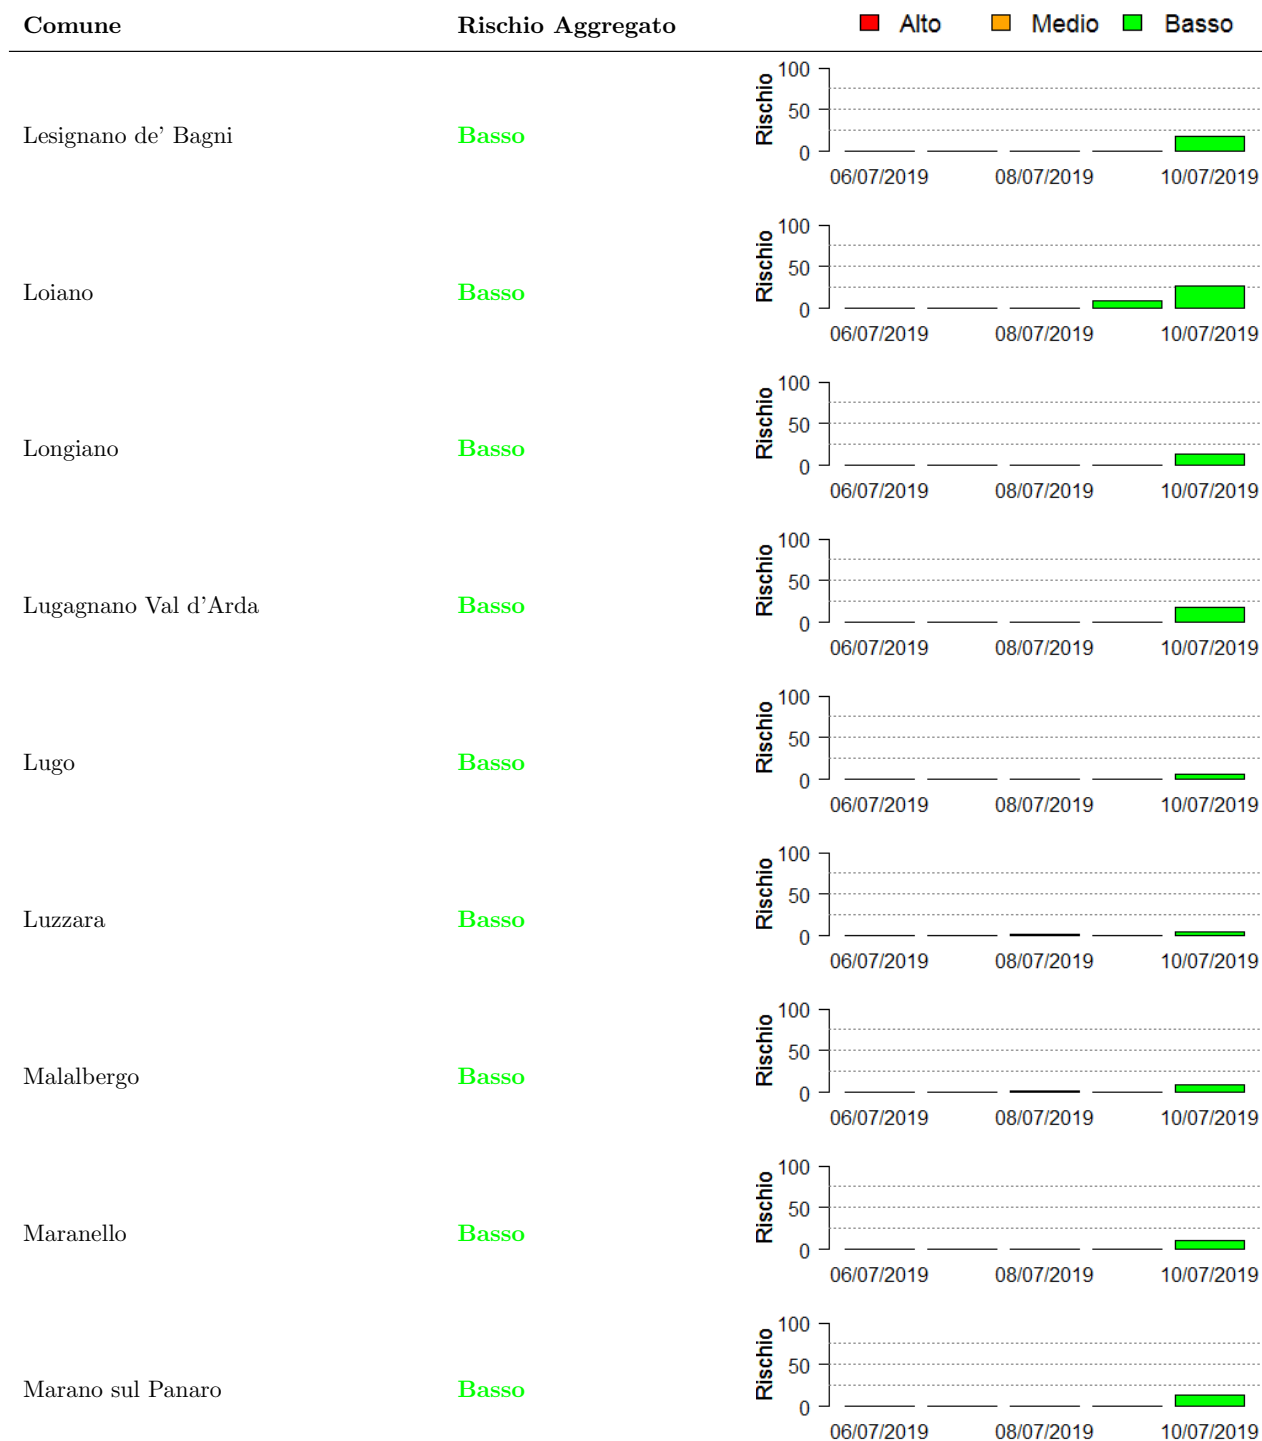 Comune Rischio Aggregato Alto Medio Basso
100
50
0
Rischio
Lesignano de' Bagni Basso
06/07/2019 08/07/2019 10/07/2019
100
50
0
Rischio
Loiano Basso
06/07/2019 08/07/2019 10/07/2019
100
50
0
Rischio
Longiano Basso
06/07/2019 08/07/2019 10/07/2019
100
50
0
Rischio
Lugagnano Val d'Arda Basso
06/07/2019 08/07/2019 10/07/2019
100
50
0
Rischio
Lugo Basso
06/07/2019 08/07/2019 10/07/2019
100
50
0
Rischio
Luzzara Basso
06/07/2019 08/07/2019 10/07/2019
100
50
0
Rischio
Malalbergo Basso
06/07/2019 08/07/2019 10/07/2019
100
50
0
Rischio
Maranello Basso
06/07/2019 08/07/2019 10/07/2019
100
50
0
Rischio
Marano sul Panaro Basso
06/07/2019 08/07/2019 10/07/2019